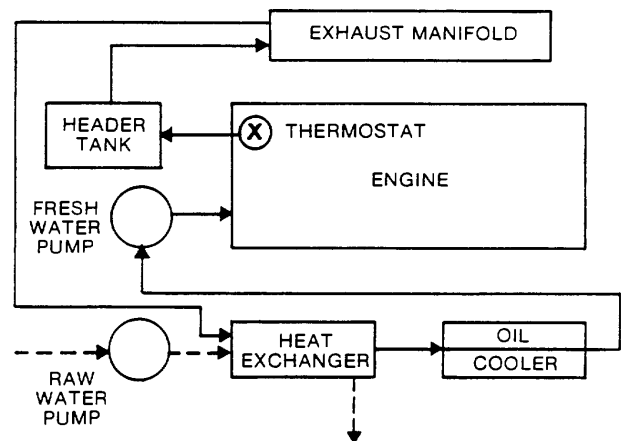 EXHAUST MANIFOLD
HEADER
TANK
X
THERMOSTAT
ENGINE
FRESH
WATER
PUMP
HEAT
EXCHANGER
OIL
COOLER
RAW
WATER
PUMP